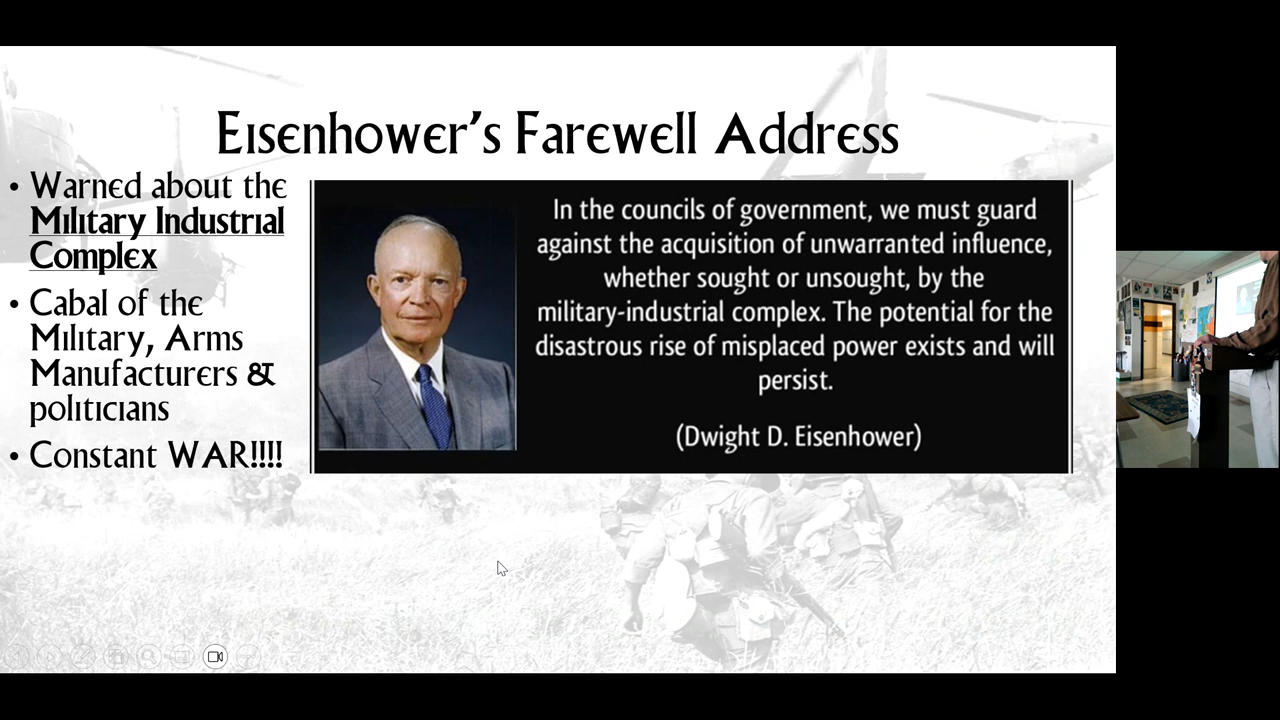 Eisenhower's Farewell Address
• Warned about the
Military Industrial
Complex
• Cabal of the
Military, Arms
Manufacturers &
politicians
• Constant WAR!!!!
In the councils of government, we must guard
against the acquisition of unwarranted influence,
whether sought or unsought, by the
military-industrial complex. The potential for the
disastrous rise of misplaced power exists and will
persist.
(Dwight D. Eisenhower)